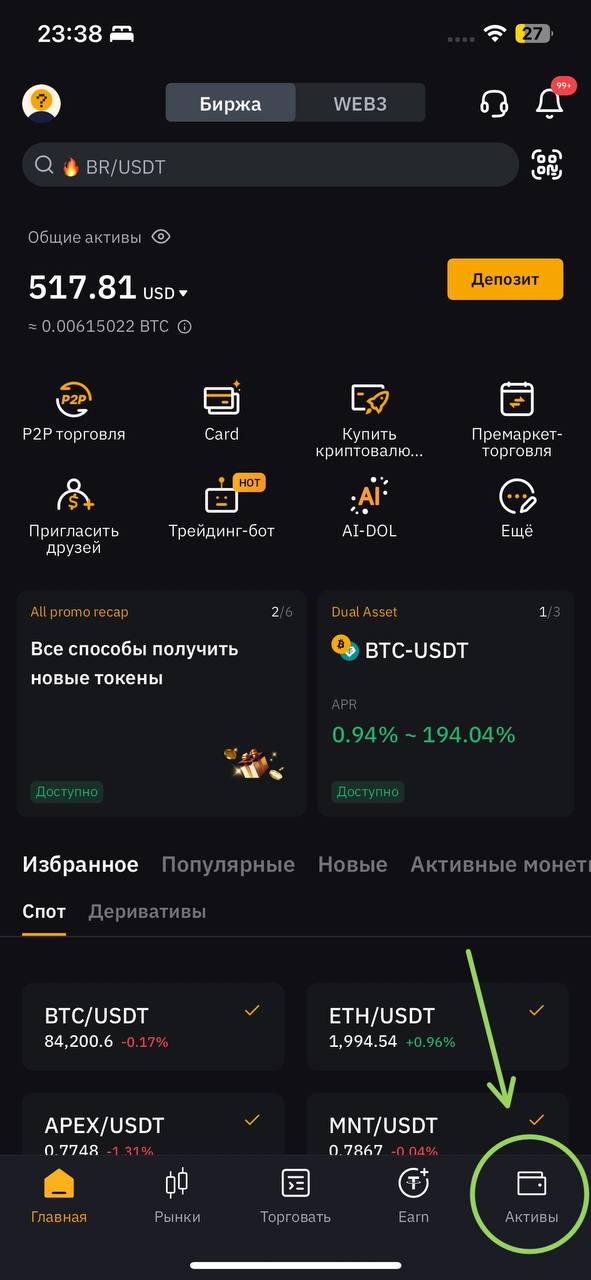 23:38
27
Биржа
WEB3
99+
BR/USDT
Общие активы
517.81 USD
Депозит
≈ 0.00615022 BTC
P2P
P2P торговля
Card
Купить
криптовалю...
Премаркет-
торговля
Пригласить
друзей
HOT
Трейдинг-бот
AI
AI-DOL
Ещё
All promo recap
2/6
Все способы получить
новые токены
Доступно
Dual Asset
1/3
BTC-USDT
APR
0.94% ~ 194.04%
Доступно
Избранное Популярные Новые Активные монет
Спот Деривативы
BTC/USDT
84,200.6 -0.17%
ETH/USDT
1,994.54 +0.96%
APEX/USDT
0.7748 -1.31%
MNT/USDT
0.7867 -0.04%
Главная
Рынки
Торговать
Earn
Активы